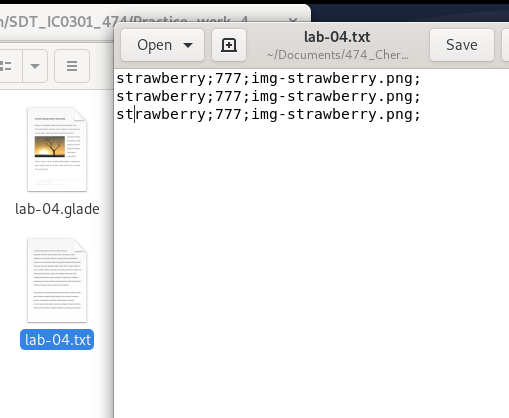 n/SDT_IC0301_474/Practice_work_4
Open
lab-04.txt
~/Documents/474_Cher...
Save
strawberry;777;img-strawberry.png;
strawberry;777;img-strawberry.png;
strawberry;777;img-strawberry.png;
lab-04.glade
lab-04.txt